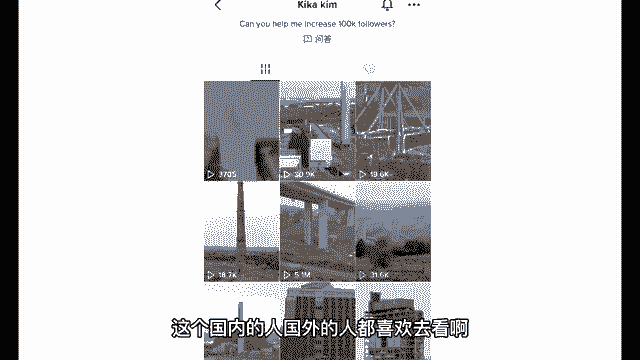 Kika kim
Can you help me increase 100k followers?
问答
3705 30.9K 19.6K
18.7K 5.1M 31.6K
这个国内的人国外的人都喜欢去看啊